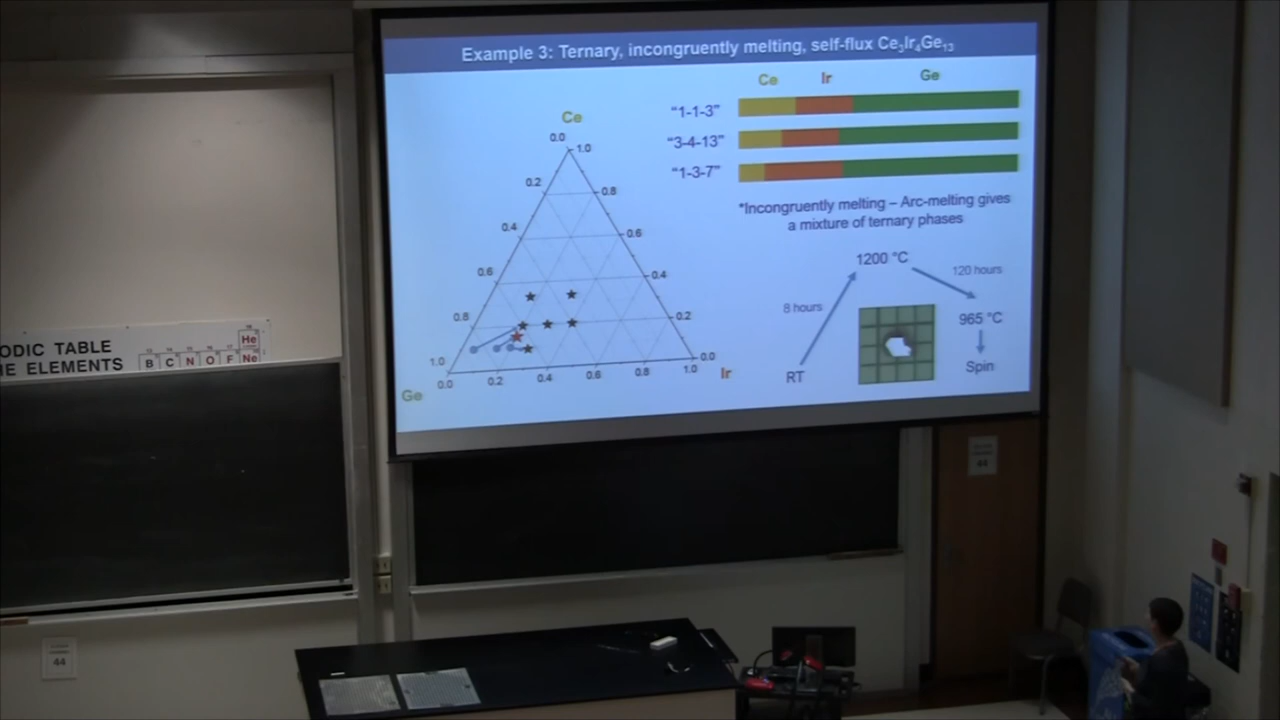 Example 3: Ternary, incongruently melting, self-flux Ce₃Ir₄Ge₁₃
Ce Ir Ge
"1-1-3"
"3-4-13"
"1-3-7"
*Incongruently melting – Arc-melting gives
a mixture of ternary phases
1200 °C
120 hours
8 hours
965 °C
RT
Spin
Ce
0.0
1.0
0.2
0.8
0.4
0.6
0.6
0.4
0.8
0.2
1.0
0.0
0.0 0.2 0.4 0.6 0.8 1.0
Ge
Ir
ODIC TABLE
E ELEMENTS
He
B C N O F Ne
44
44